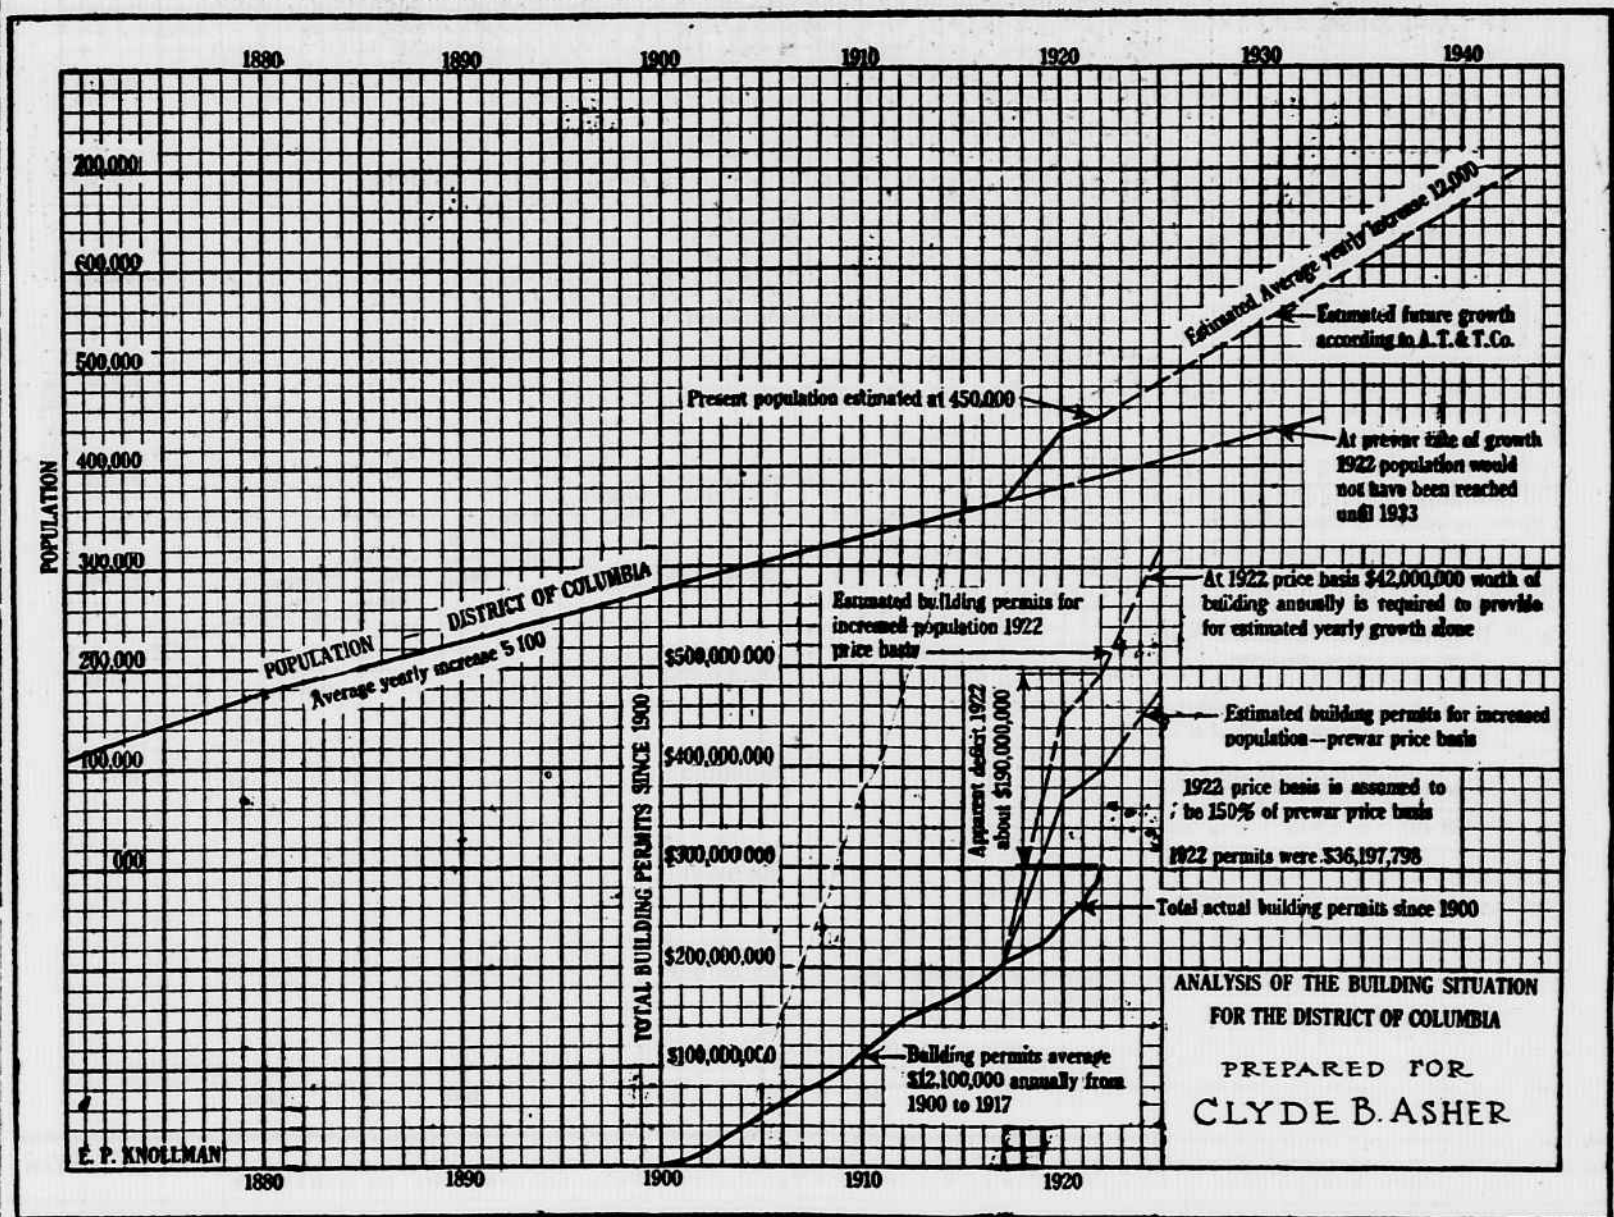 1880 1890 1900 1910 1920 1930 1940
700,000
600,000
500,000
400,000
300,000
200,000
100,000
000
POPULATION
Estimated Average yearly increase 12,000
Estimated future growth
according to A.T.& T.Co.
Present population estimated at 450,000
At prewar rate of growth
1922 population would
not have been reached
until 1933
POPULATION — DISTRICT OF COLUMBIA
Average yearly increase 5 100
Estimated building permits for
increased population 1922
price basis
At 1922 price basis $42,000,000 worth of
building annually is required to provide
for estimated yearly growth alone
TOTAL BUILDING PERMITS SINCE 1900
$500,000 000
$400,000,000
$300,000 000
$200,000,000
$100,000,000
Apparent deficit 1922
about $190,000,000
Estimated building permits for increased
population—prewar price basis
1922 price basis is assumed to
be 150% of prewar price basis
1922 permits were $36,197,798
Total actual building permits since 1900
Building permits average
$12,100,000 annually from
1900 to 1917
ANALYSIS OF THE BUILDING SITUATION
FOR THE DISTRICT OF COLUMBIA
PREPARED FOR
CLYDE B. ASHER
E. P. KNOLLMAN
1880 1890 1900 1910 1920